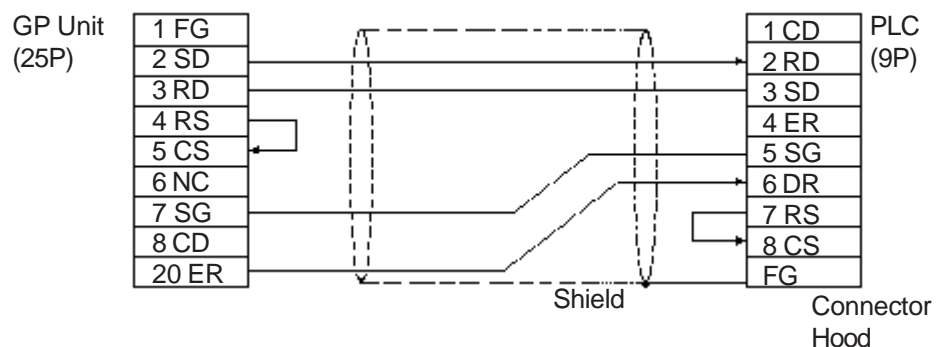 GP Unit
(25P)
1 FG
2 SD
3 RD
4 RS
5 CS
6 NC
7 SG
8 CD
20 ER
PLC
(9P)
1 CD
2 RD
3 SD
4 ER
5 SG
6 DR
7 RS
8 CS
FG
Shield
Connector
Hood